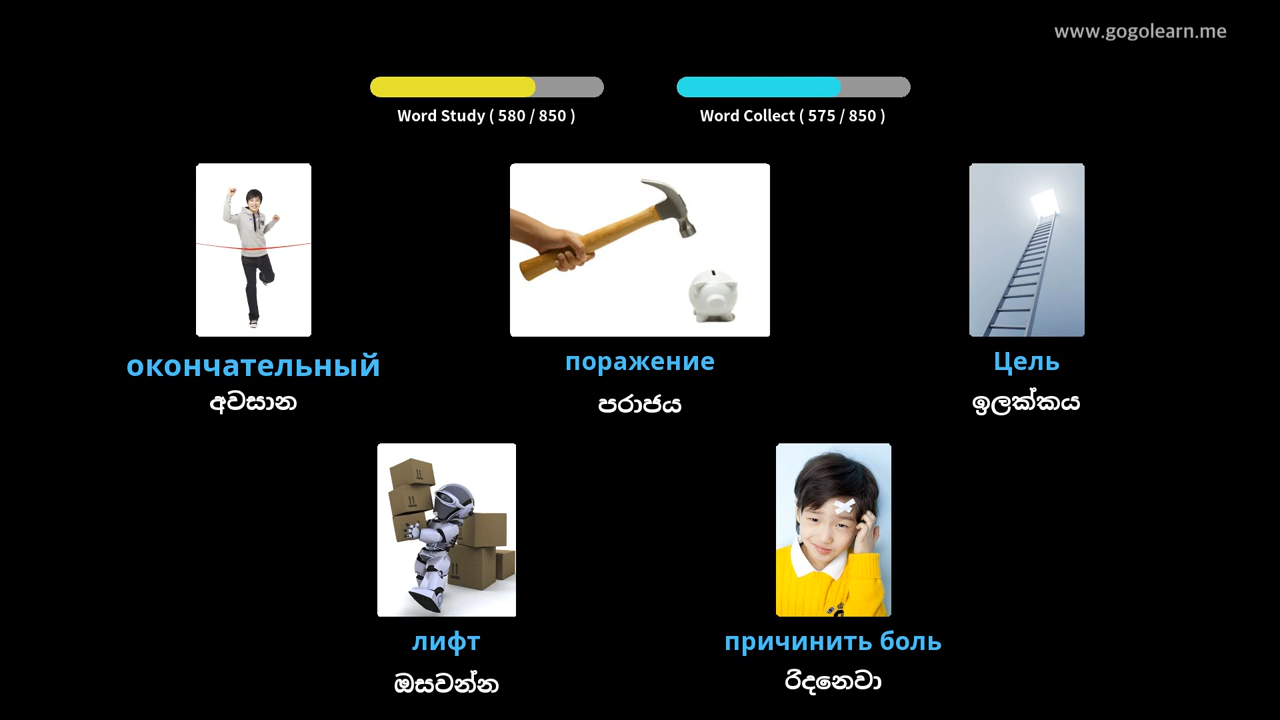 www.gogolearn.me
Word Study ( 580 / 850 )
Word Collect ( 575 / 850 )
окончательный
අවසාන
поражение
පරාජය
Цель
ඉලක්කය
лифт
ඔසවන්න
причинить боль
රිදනෙවා